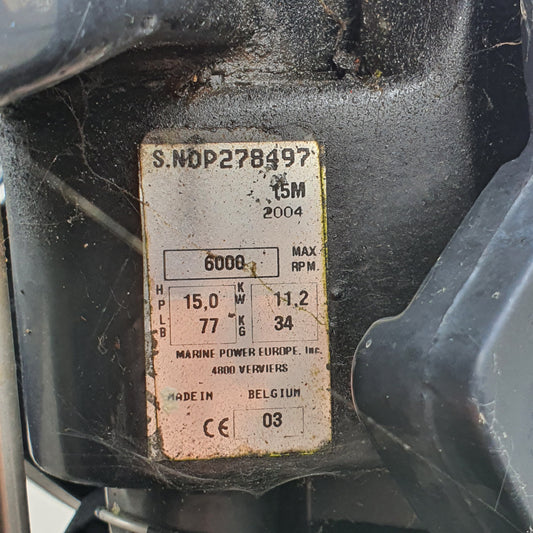 S.NOP278497
15M
2004
6000 MAX RPM.
HP 15,0 KW 11,2
LB 77 KG 34
MARINE POWER EUROPE, Inc.
4800 VERVIERS
MADE IN BELGIUM
CE 03